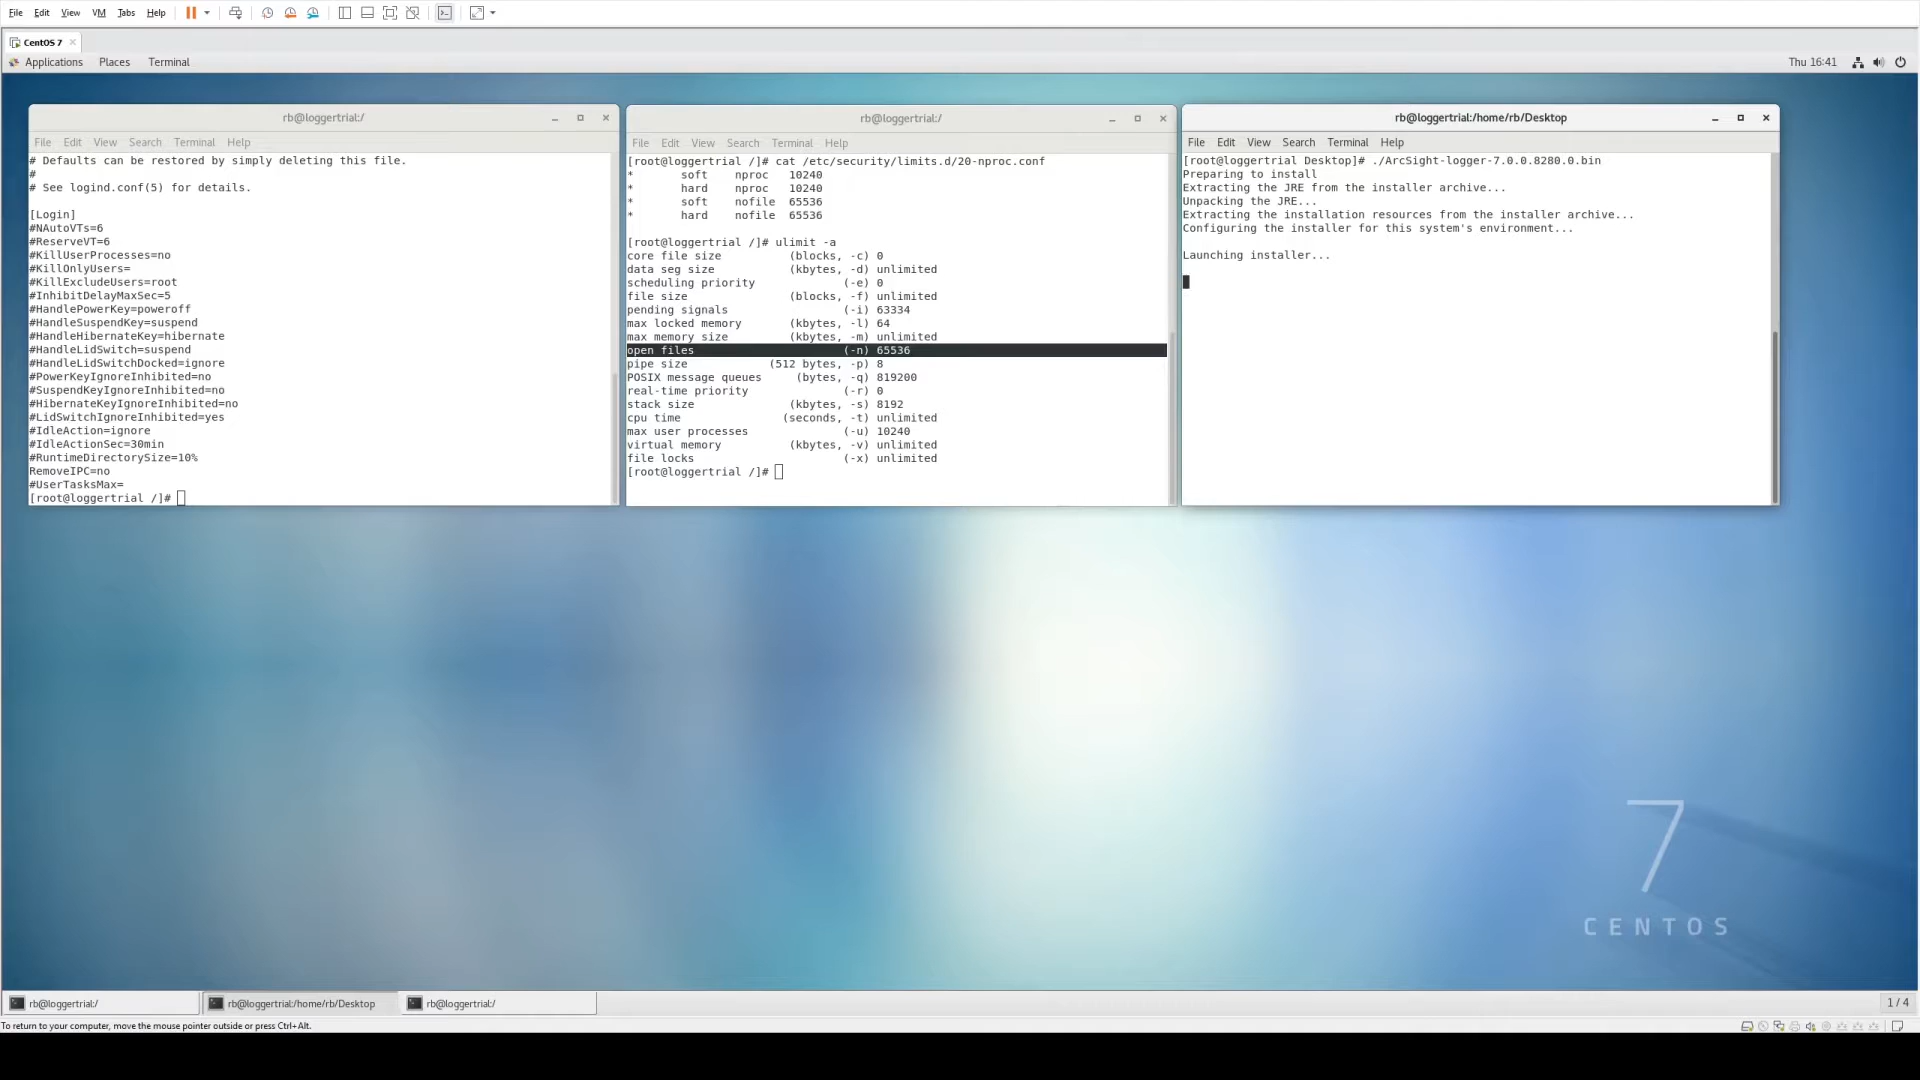 File Edit View VM Tabs Help
CentOS 7
Applications Places Terminal
Thu 16:41
rb@loggertrial:/
File Edit View Search Terminal Help
# Defaults can be restored by simply deleting this file.
#
# See logind.conf(5) for details.
[Login]
#NAutoVTs=6
#ReserveVT=6
#KillUserProcesses=no
#KillOnlyUsers=
#KillExcludeUsers=root
#InhibitDelayMaxSec=5
#HandlePowerKey=poweroff
#HandleSuspendKey=suspend
#HandleHibernateKey=hibernate
#HandleLidSwitch=suspend
#HandleLidSwitchDocked=ignore
#PowerKeyIgnoreInhibited=no
#SuspendKeyIgnoreInhibited=no
#HibernateKeyIgnoreInhibited=no
#LidSwitchIgnoreInhibited=yes
#IdleAction=ignore
#IdleActionSec=30min
#RuntimeDirectorySize=10%
RemoveIPC=no
#UserTasksMax=
[root@loggertrial /]#
rb@loggertrial:/
File Edit View Search Terminal Help
[root@loggertrial /]# cat /etc/security/limits.d/20-nproc.conf
* soft nproc 10240
* hard nproc 10240
* soft nofile 65536
* hard nofile 65536
[root@loggertrial /]# ulimit -a
core file size (blocks, -c) 0
data seg size (kbytes, -d) unlimited
scheduling priority (-e) 0
file size (blocks, -f) unlimited
pending signals (-i) 63334
max locked memory (kbytes, -l) 64
max memory size (kbytes, -m) unlimited
open files (-n) 65536
pipe size (512 bytes, -p) 8
POSIX message queues (bytes, -q) 819200
real-time priority (-r) 0
stack size (kbytes, -s) 8192
cpu time (seconds, -t) unlimited
max user processes (-u) 10240
virtual memory (kbytes, -v) unlimited
file locks (-x) unlimited
[root@loggertrial /]#
rb@loggertrial:/home/rb/Desktop
File Edit View Search Terminal Help
[root@loggertrial Desktop]# ./ArcSight-logger-7.0.0.8280.0.bin
Preparing to install
Extracting the JRE from the installer archive...
Unpacking the JRE...
Extracting the installation resources from the installer archive...
Configuring the installer for this system's environment...
Launching installer...
7
CENTOS
rb@loggertrial:/ rb@loggertrial:/home/rb/Desktop rb@loggertrial:/
1 / 4
To return to your computer, move the mouse pointer outside or press Ctrl+Alt.